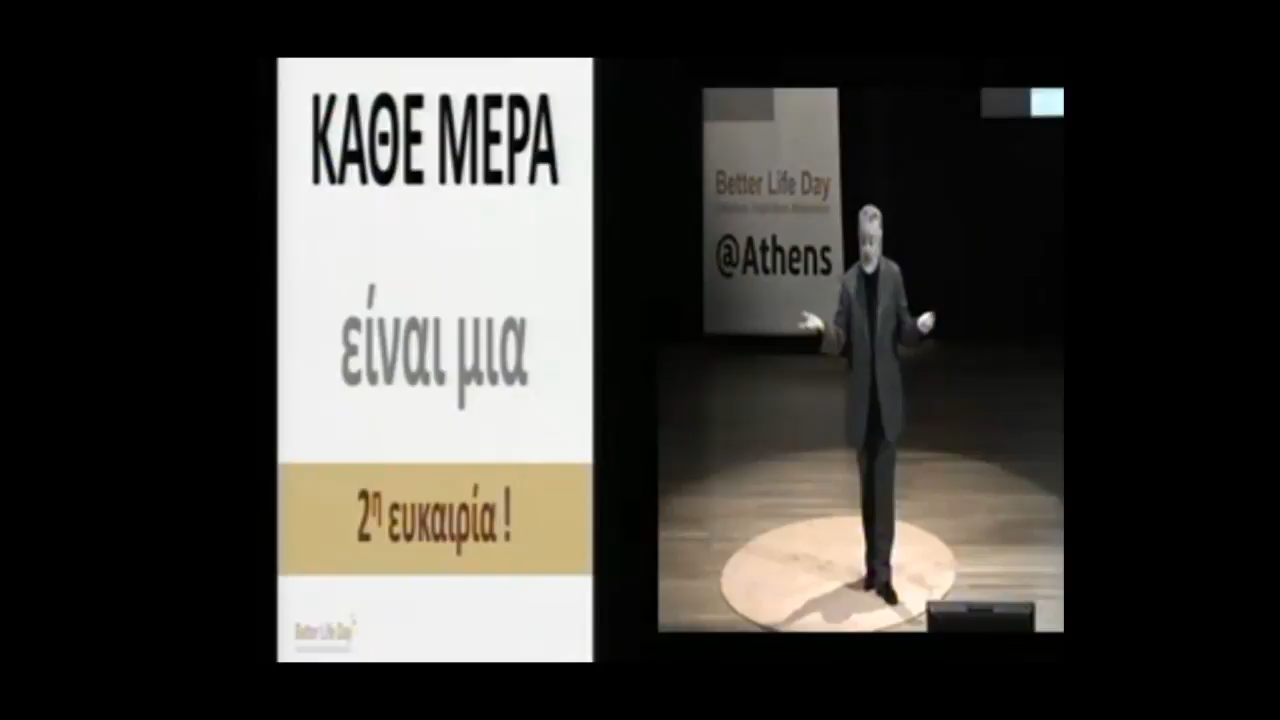 ΚΑΘΕ ΜΕΡΑ
είναι μια
2η ευκαιρία !
Better Life Day
Better Life Day
@Athens